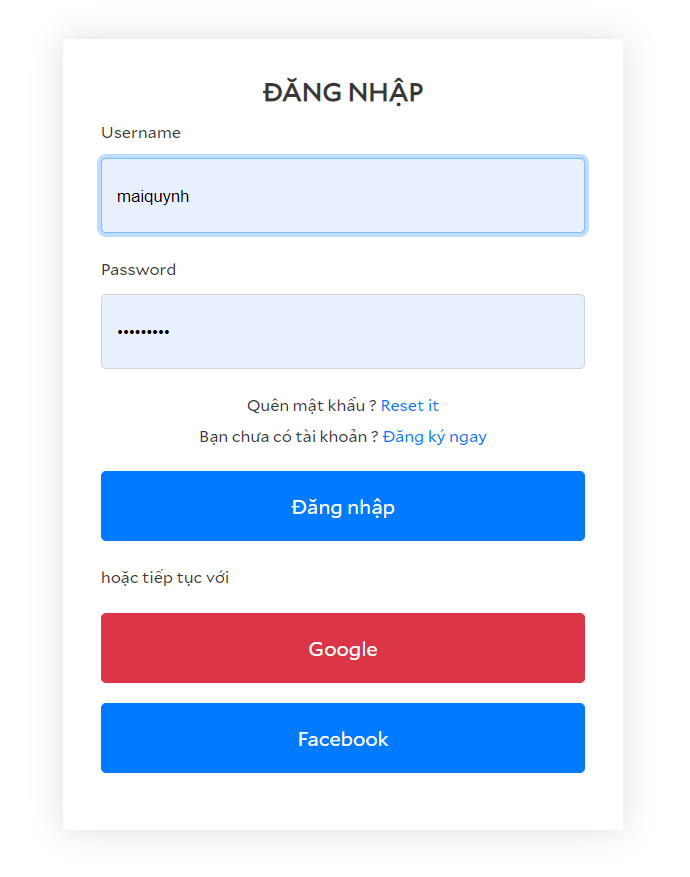 ĐĂNG NHẬP
Username
maiquynh
Password
•••••••••
Quên mật khẩu ? Reset it
Bạn chưa có tài khoản ? Đăng ký ngay
Đăng nhập
hoặc tiếp tục với
Google
Facebook